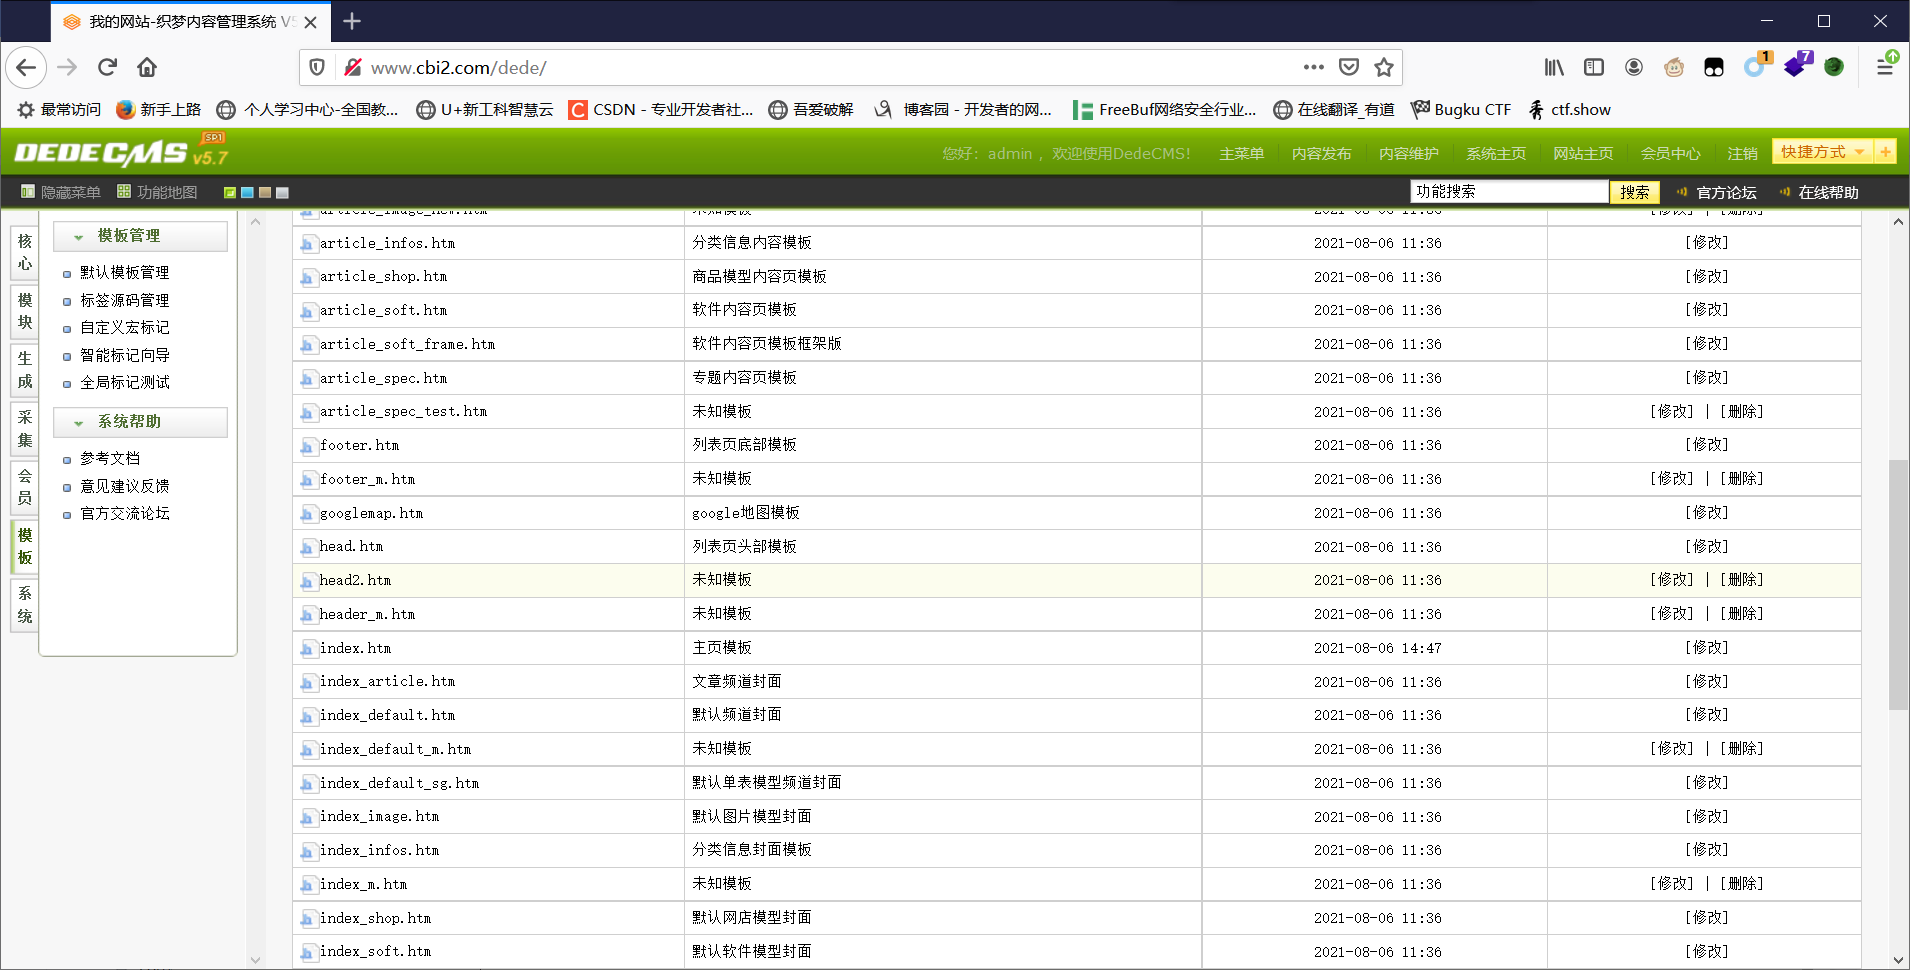 我的网站-织梦内容管理系统 V5
www.cbi2.com/dede/
1
7
最常访问 新手上路 个人学习中心-全国教... U+新工科智慧云 CSDN - 专业开发者社... 吾爱破解 博客园 - 开发者的网... FreeBuf网络安全行业... 在线翻译_有道 Bugku CTF ctf.show
DEDECMS v5.7 SP1
您好: admin ，欢迎使用DedeCMS! 主菜单 内容发布 内容维护 系统主页 网站主页 会员中心 注销 快捷方式 +
隐藏菜单 功能地图 功能搜索 搜索 官方论坛 在线帮助
核心
模块
生成
采集
会员
模板
系统
模板管理
默认模板管理
标签源码管理
自定义宏标记
智能标记向导
全局标记测试
系统帮助
参考文档
意见建议反馈
官方交流论坛
article_image_new.htm 未知模板 2021-08-06 11:36 [修改] | [删除]
article_infos.htm 分类信息内容模板 2021-08-06 11:36 [修改]
article_shop.htm 商品模型内容页模板 2021-08-06 11:36 [修改]
article_soft.htm 软件内容页模板 2021-08-06 11:36 [修改]
article_soft_frame.htm 软件内容页模板框架版 2021-08-06 11:36 [修改]
article_spec.htm 专题内容页模板 2021-08-06 11:36 [修改]
article_spec_test.htm 未知模板 2021-08-06 11:36 [修改] | [删除]
footer.htm 列表页底部模板 2021-08-06 11:36 [修改]
footer_m.htm 未知模板 2021-08-06 11:36 [修改] | [删除]
googlemap.htm google地图模板 2021-08-06 11:36 [修改]
head.htm 列表页头部模板 2021-08-06 11:36 [修改]
head2.htm 未知模板 2021-08-06 11:36 [修改] | [删除]
header_m.htm 未知模板 2021-08-06 11:36 [修改] | [删除]
index.htm 主页模板 2021-08-06 14:47 [修改]
index_article.htm 文章频道封面 2021-08-06 11:36 [修改]
index_default.htm 默认频道封面 2021-08-06 11:36 [修改]
index_default_m.htm 未知模板 2021-08-06 11:36 [修改] | [删除]
index_default_sg.htm 默认单表模型频道封面 2021-08-06 11:36 [修改]
index_image.htm 默认图片模型封面 2021-08-06 11:36 [修改]
index_infos.htm 分类信息封面模板 2021-08-06 11:36 [修改]
index_m.htm 未知模板 2021-08-06 11:36 [修改] | [删除]
index_shop.htm 默认网店模型封面 2021-08-06 11:36 [修改]
index_soft.htm 默认软件模型封面 2021-08-06 11:36 [修改]